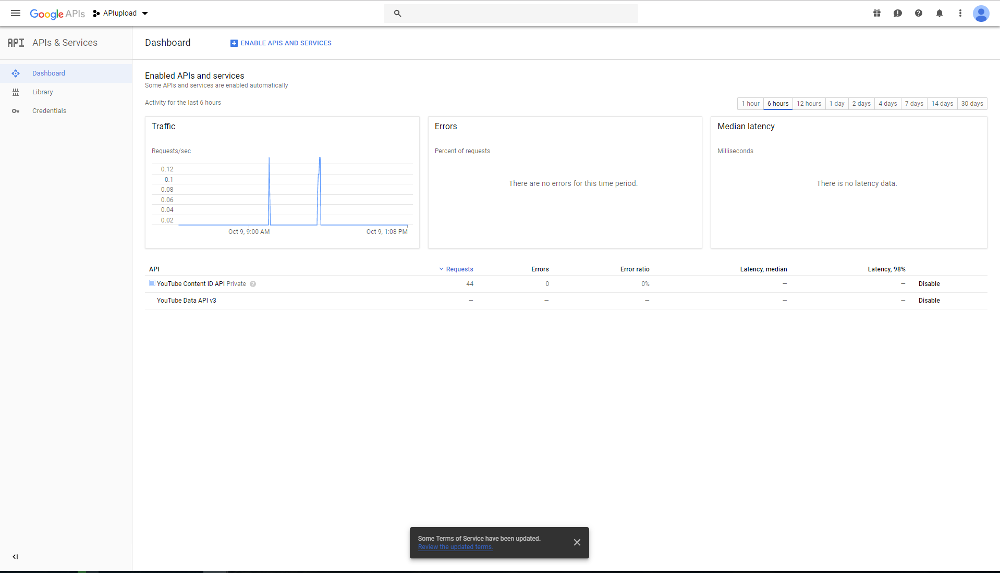 Google APIs APIupload
API APIs & Services
Dashboard
Library
Credentials
Dashboard ENABLE APIS AND SERVICES
Enabled APIs and services
Some APIs and services are enabled automatically
Activity for the last 6 hours
1 hour 6 hours 12 hours 1 day 2 days 4 days 7 days 14 days 30 days
Traffic
Requests/sec
0.12
0.1
0.08
0.06
0.04
0.02
Oct 9, 9:00 AM Oct 9, 1:08 PM
Errors
Percent of requests
There are no errors for this time period.
Median latency
Milliseconds
There is no latency data.
API Requests Errors Error ratio Latency, median Latency, 98%
YouTube Content ID API Private ? 44 0 0% — — Disable
YouTube Data API v3 — — — — — Disable
Some Terms of Service have been updated.
Review the updated terms.